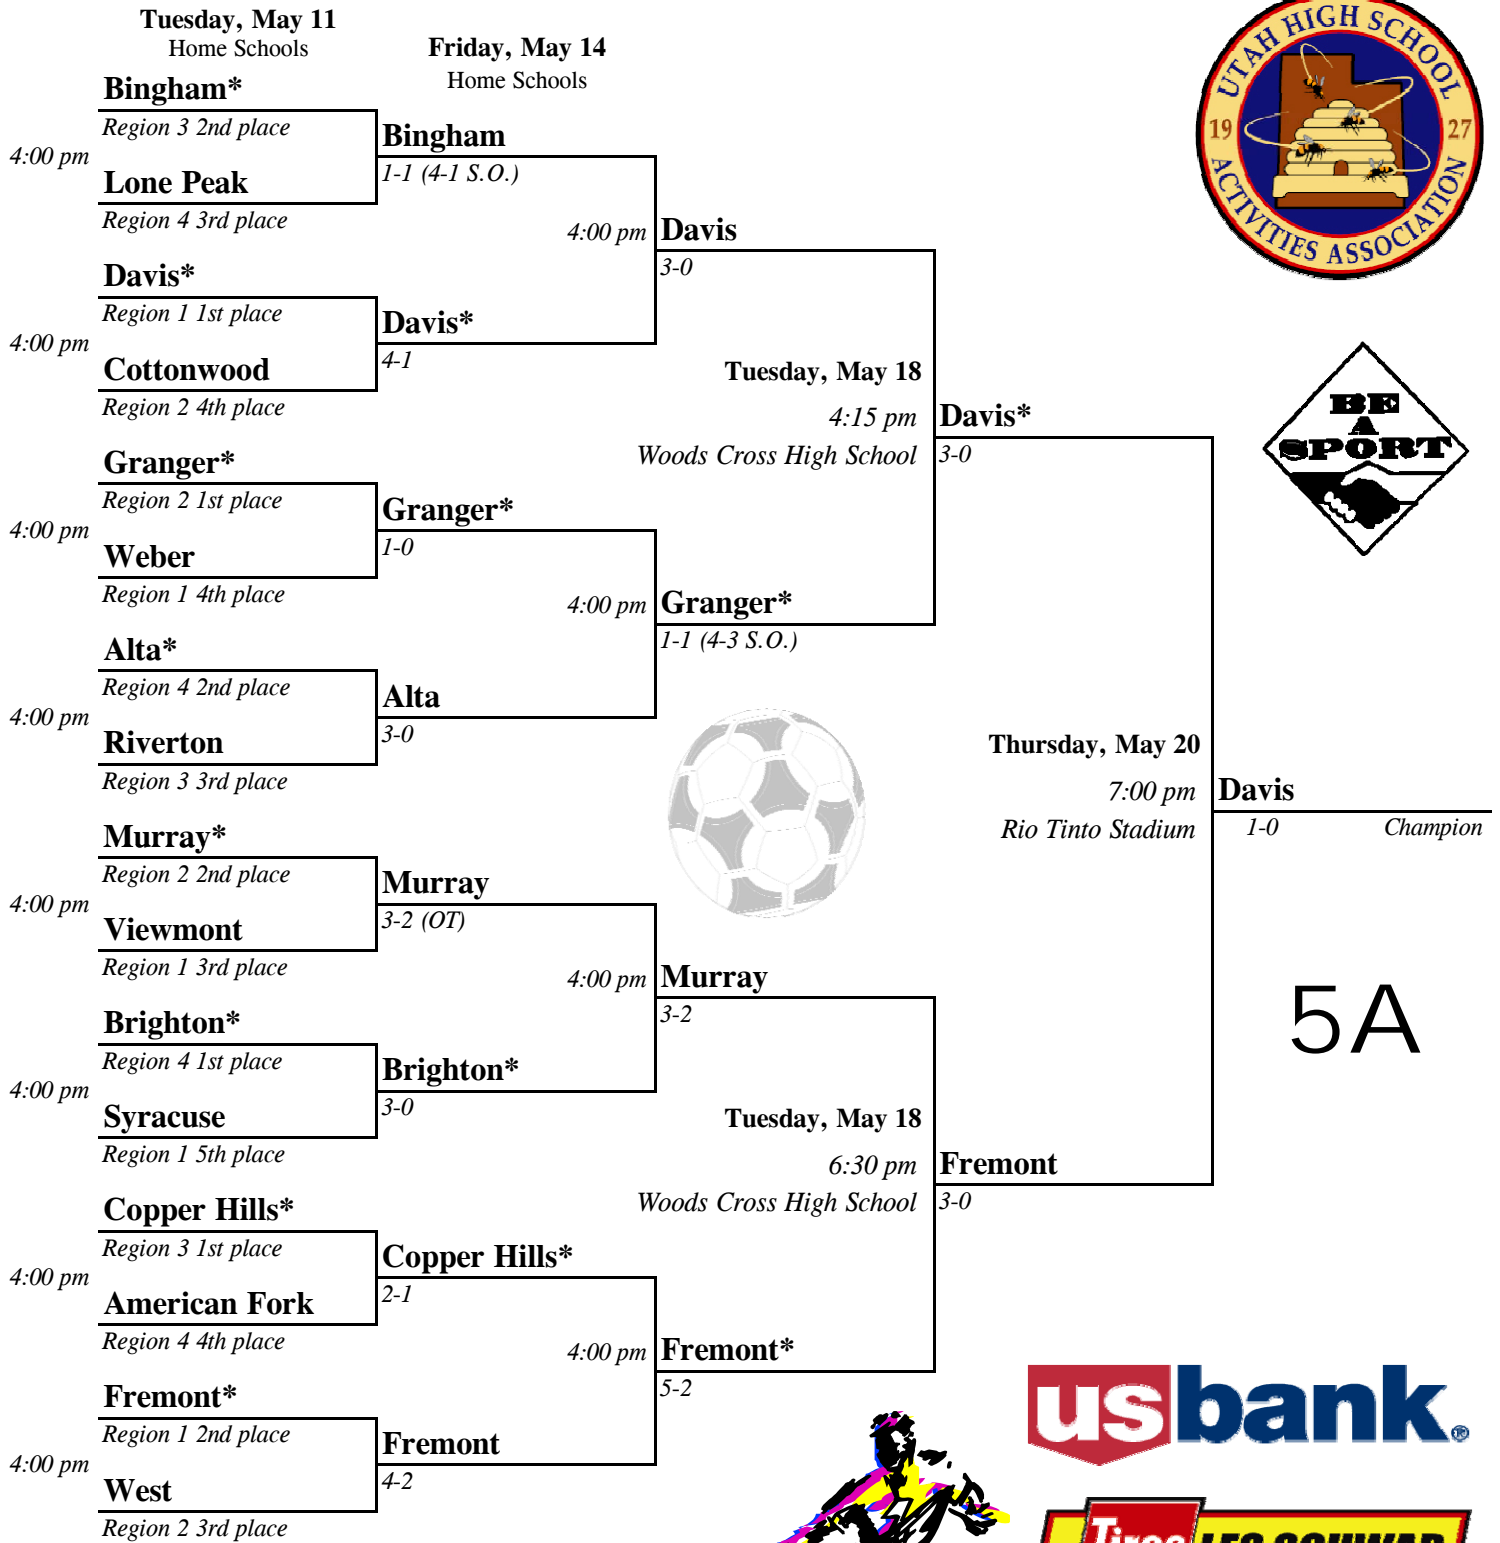 Tuesday, May 11
Home Schools
Friday, May 14
Home Schools
UTAH HIGH SCHOOL
19 27
ACTIVITIES ASSOCIATION
Bingham*
Region 3 2nd place
4:00 pm
Lone Peak
Region 4 3rd place
Bingham
1-1 (4-1 S.O.)
4:00 pm
Davis
3-0
Davis*
Region 1 1st place
4:00 pm
Cottonwood
Region 2 4th place
Davis*
4-1
Tuesday, May 18
4:15 pm
Woods Cross High School
Davis*
3-0
BE
A
SPORT
Granger*
Region 2 1st place
4:00 pm
Weber
Region 1 4th place
Granger*
1-0
4:00 pm
Granger*
1-1 (4-3 S.O.)
Alta*
Region 4 2nd place
4:00 pm
Riverton
Region 3 3rd place
Alta
3-0
Thursday, May 20
7:00 pm
Rio Tinto Stadium
Davis
1-0
Champion
Murray*
Region 2 2nd place
4:00 pm
Viewmont
Region 1 3rd place
Murray
3-2 (OT)
4:00 pm
Murray
3-2
5A
Brighton*
Region 4 1st place
4:00 pm
Syracuse
Region 1 5th place
Brighton*
3-0
Tuesday, May 18
6:30 pm
Woods Cross High School
Fremont
3-0
Copper Hills*
Region 3 1st place
4:00 pm
American Fork
Region 4 4th place
Copper Hills*
2-1
4:00 pm
Fremont*
5-2
Fremont*
Region 1 2nd place
4:00 pm
West
Region 2 3rd place
Fremont
4-2
usbank.®
Tires LES SCHWAB